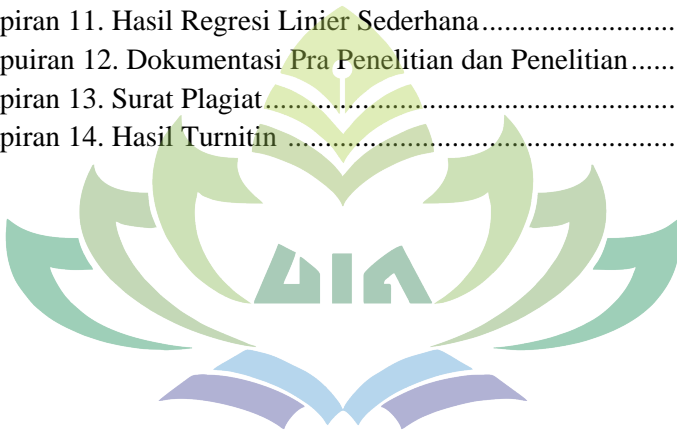 piran 11. Hasil Regresi Linier Sederhana.........................
puiran 12. Dokumentasi Pra Penelitian dan Penelitian......
piran 13. Surat Plagiat....................................................
piran 14. Hasil Turnitin .................................................
UIN